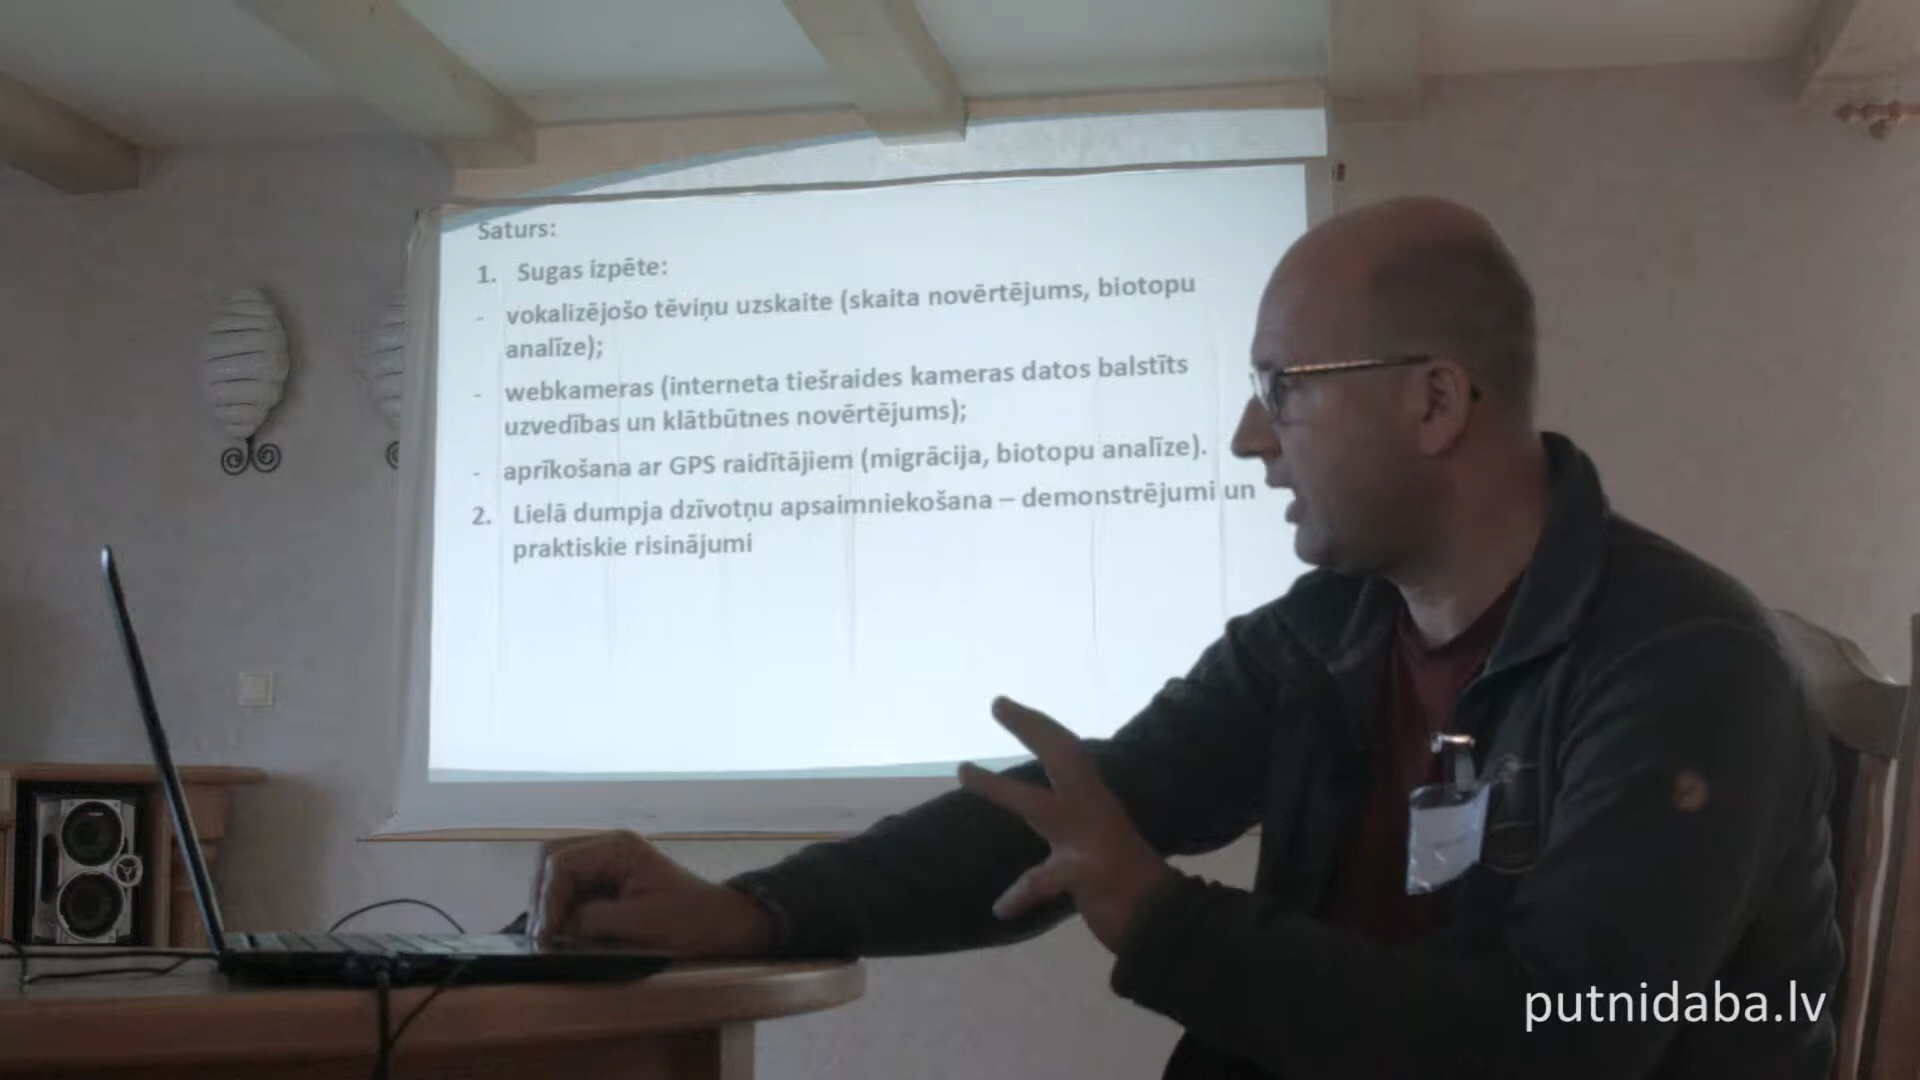 Saturs:
1. Sugas izpēte:
- vokalizējošo tēviņu uzskaite (skaita novērtējums, biotopu
analīze);
- webkameras (interneta tiešraides kameras datos balstīts
uzvedības un klātbūtnes novērtējums);
- aprīkošana ar GPS raidītājiem (migrācija, biotopu analīze).
2. Lielā dumpja dzīvotņu apsaimniekošana – demonstrējumi un
praktiskie risinājumi
putnidaba.lv